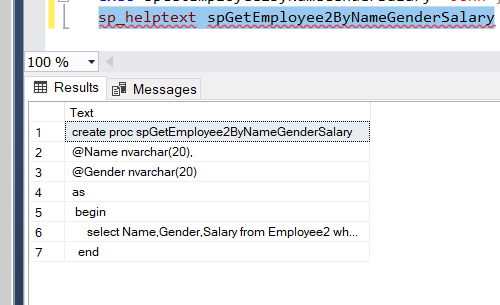 sp_helptext spGetEmployee2ByNameGenderSalary
100 %
Results Messages
Text
1 create proc spGetEmployee2ByNameGenderSalary
2 @Name nvarchar(20),
3 @Gender nvarchar(20)
4 as
5 begin
6 select Name,Gender,Salary from Employee2 wh...
7 end